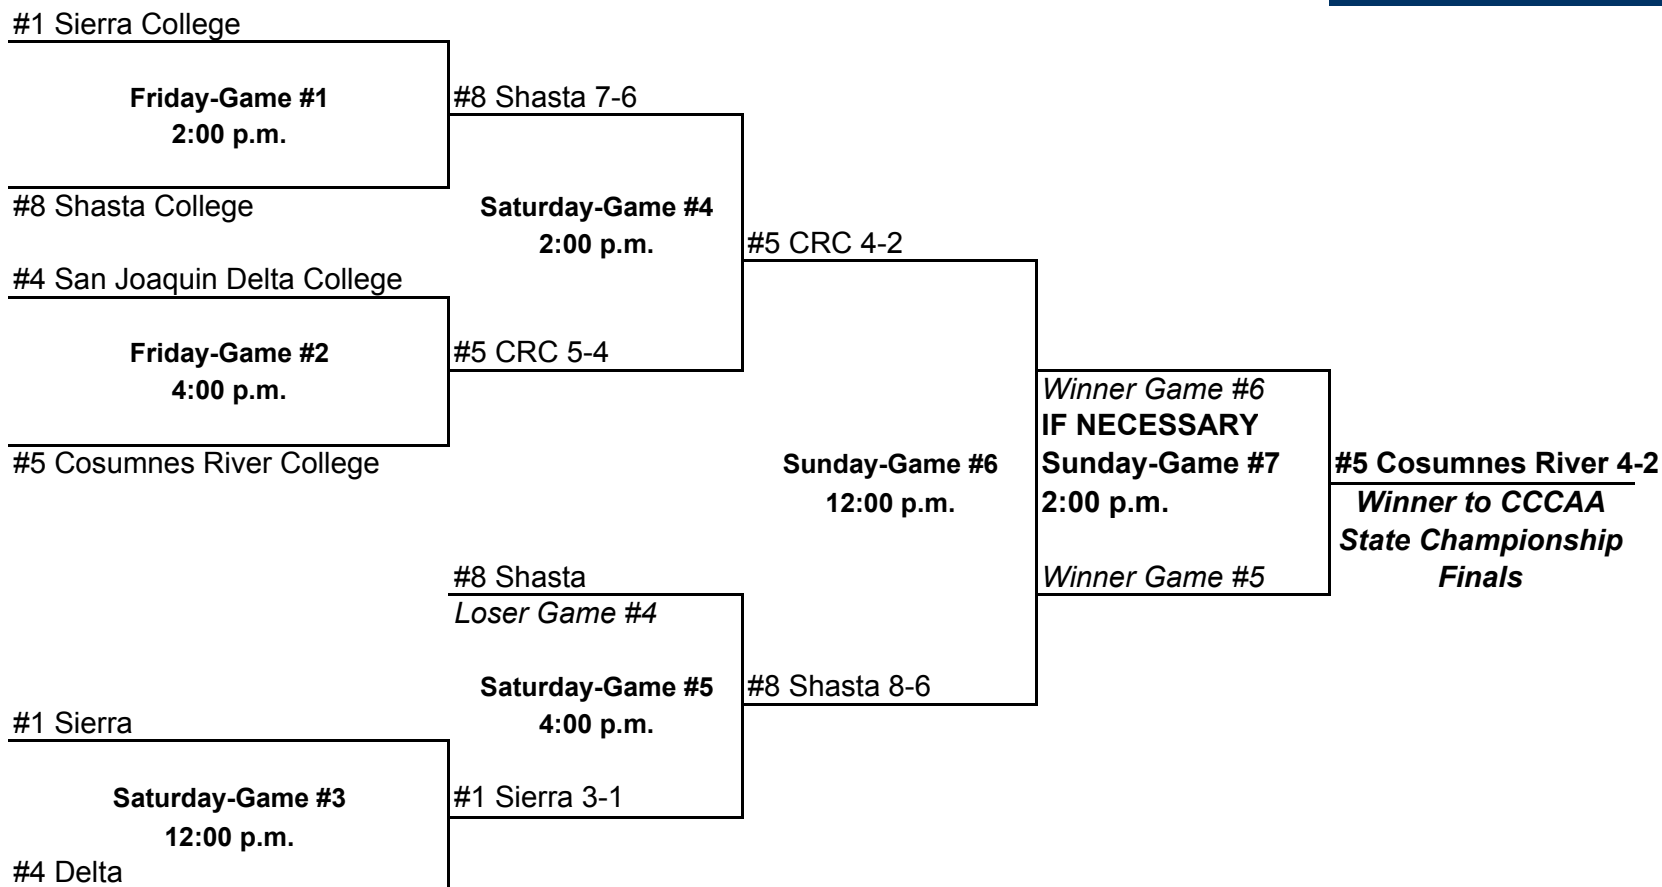 #1 Sierra College
Friday-Game #1
2:00 p.m.
#8 Shasta 7-6
#8 Shasta College
Saturday-Game #4
2:00 p.m.
#5 CRC 4-2
#4 San Joaquin Delta College
Friday-Game #2
4:00 p.m.
#5 CRC 5-4
#5 Cosumnes River College
Winner Game #6
IF NECESSARY
Sunday-Game #6
12:00 p.m.
Sunday-Game #7
2:00 p.m.
#5 Cosumnes River 4-2
Winner to CCCAA
State Championship
Finals
#8 Shasta
Loser Game #4
Winner Game #5
Saturday-Game #5
4:00 p.m.
#8 Shasta 8-6
#1 Sierra
Saturday-Game #3
12:00 p.m.
#1 Sierra 3-1
#4 Delta